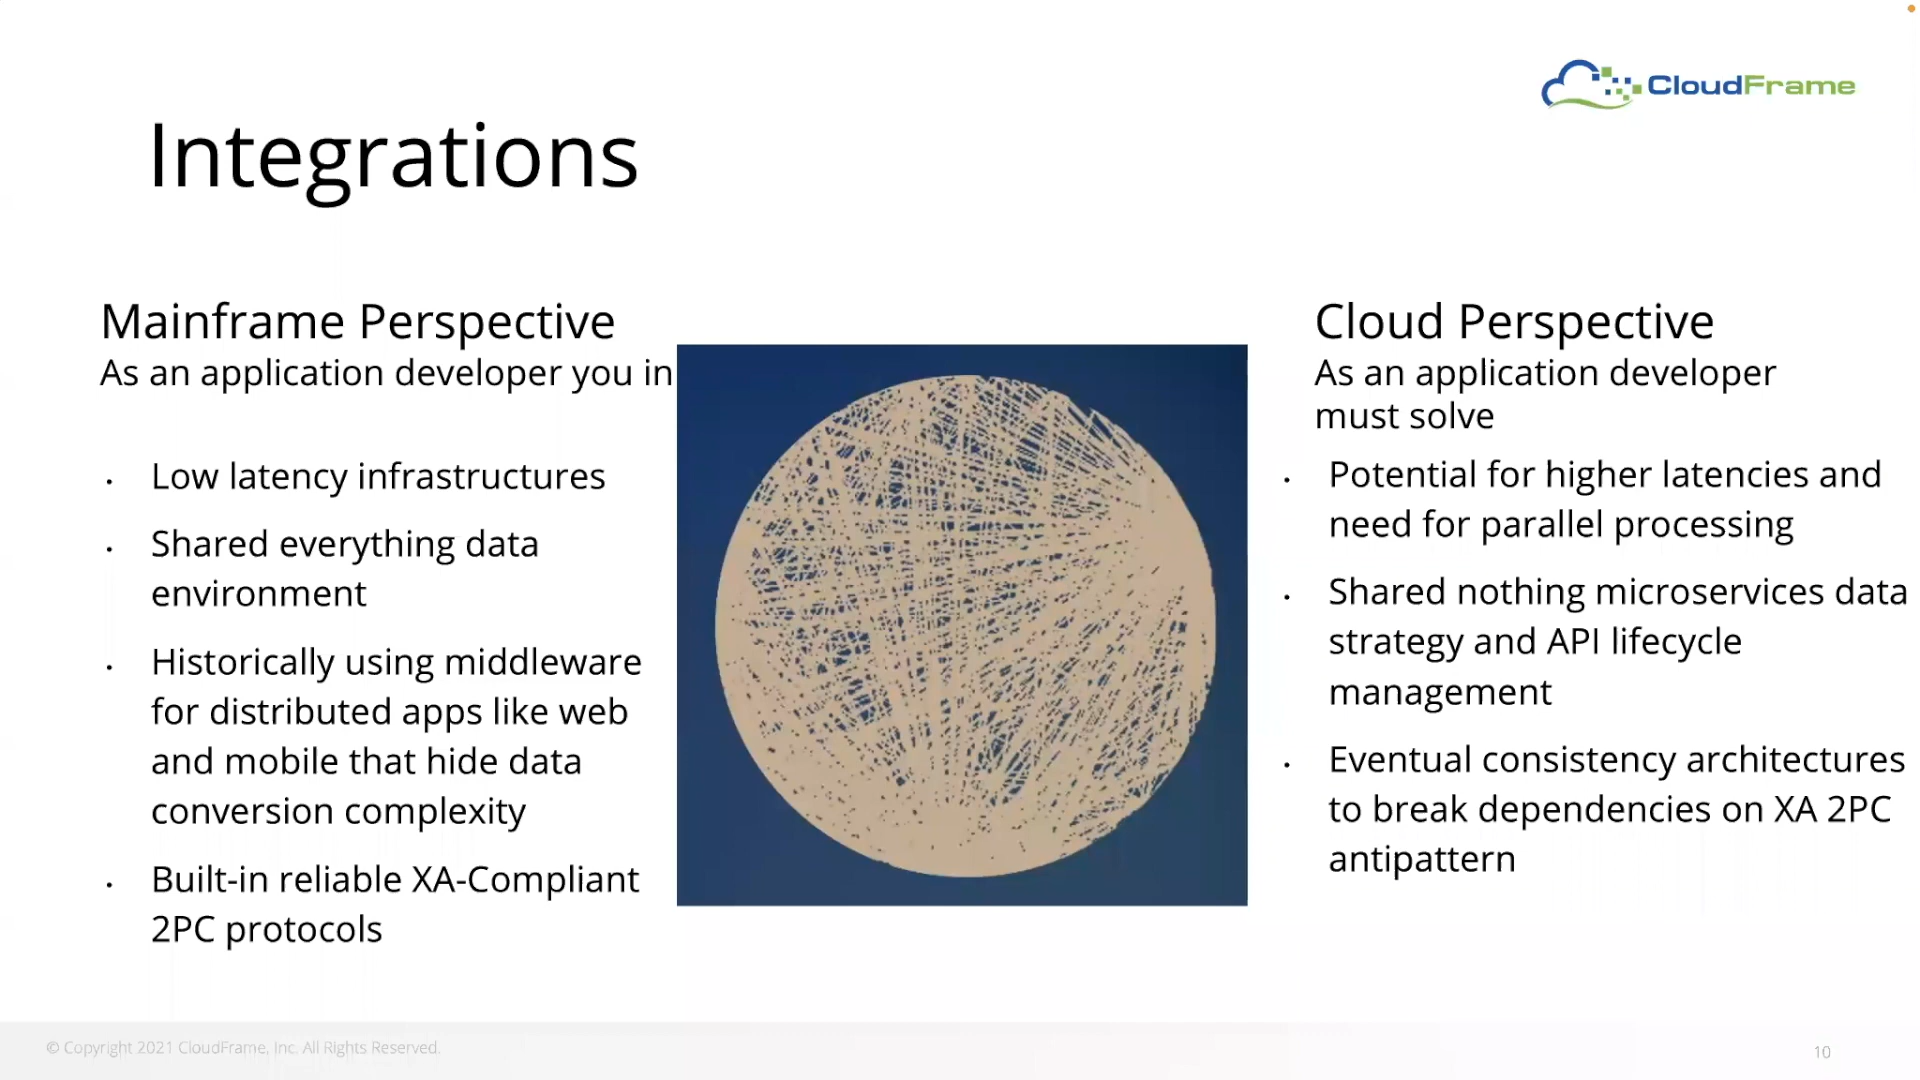 CloudFrame
Integrations
Mainframe Perspective
As an application developer you in
• Low latency infrastructures
• Shared everything data
environment
• Historically using middleware
for distributed apps like web
and mobile that hide data
conversion complexity
• Built-in reliable XA-Compliant
2PC protocols
Cloud Perspective
As an application developer
must solve
• Potential for higher latencies and
need for parallel processing
• Shared nothing microservices data
strategy and API lifecycle
management
• Eventual consistency architectures
to break dependencies on XA 2PC
antipattern
© Copyright 2021 CloudFrame, Inc. All Rights Reserved.
10